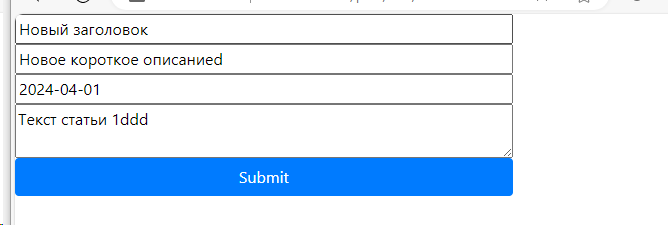 Новый заголовок
Новое короткое описаниеd
2024-04-01
Текст статьи 1ddd
Submit